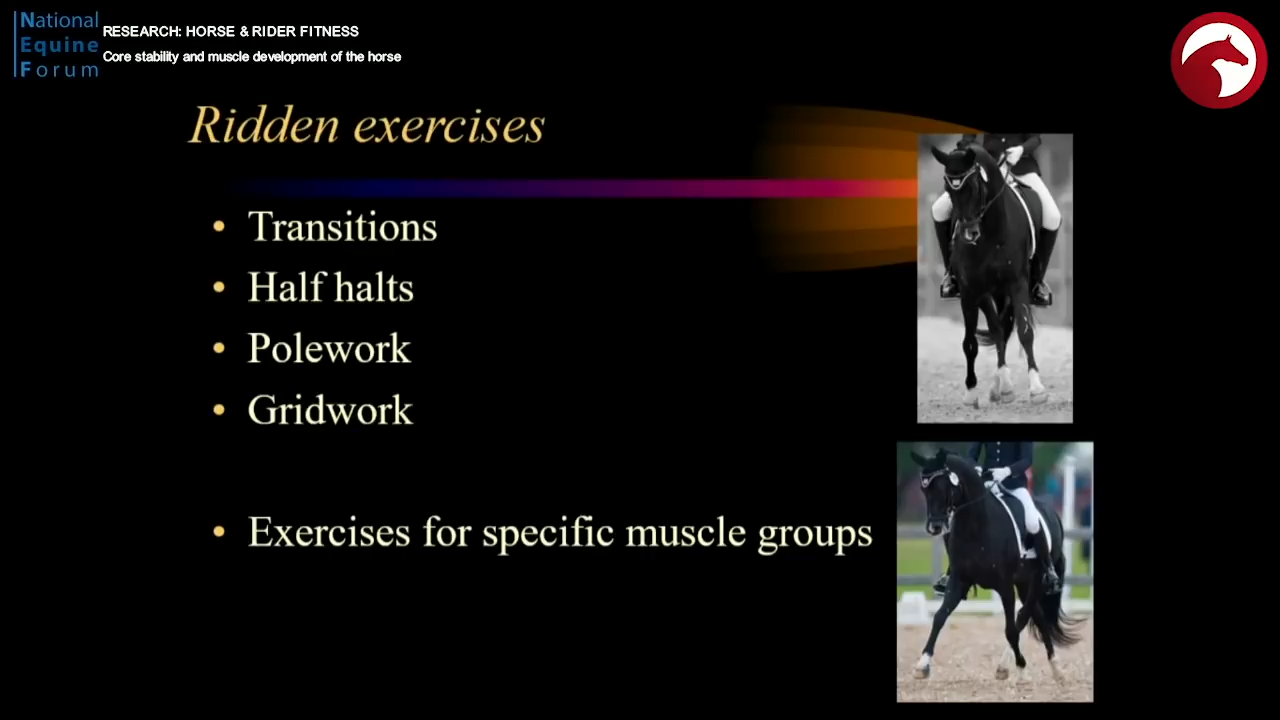 National
Equine
Forum
RESEARCH: HORSE & RIDER FITNESS
Core stability and muscle development of the horse
Ridden exercises
• Transitions
• Half halts
• Polework
• Gridwork
• Exercises for specific muscle groups